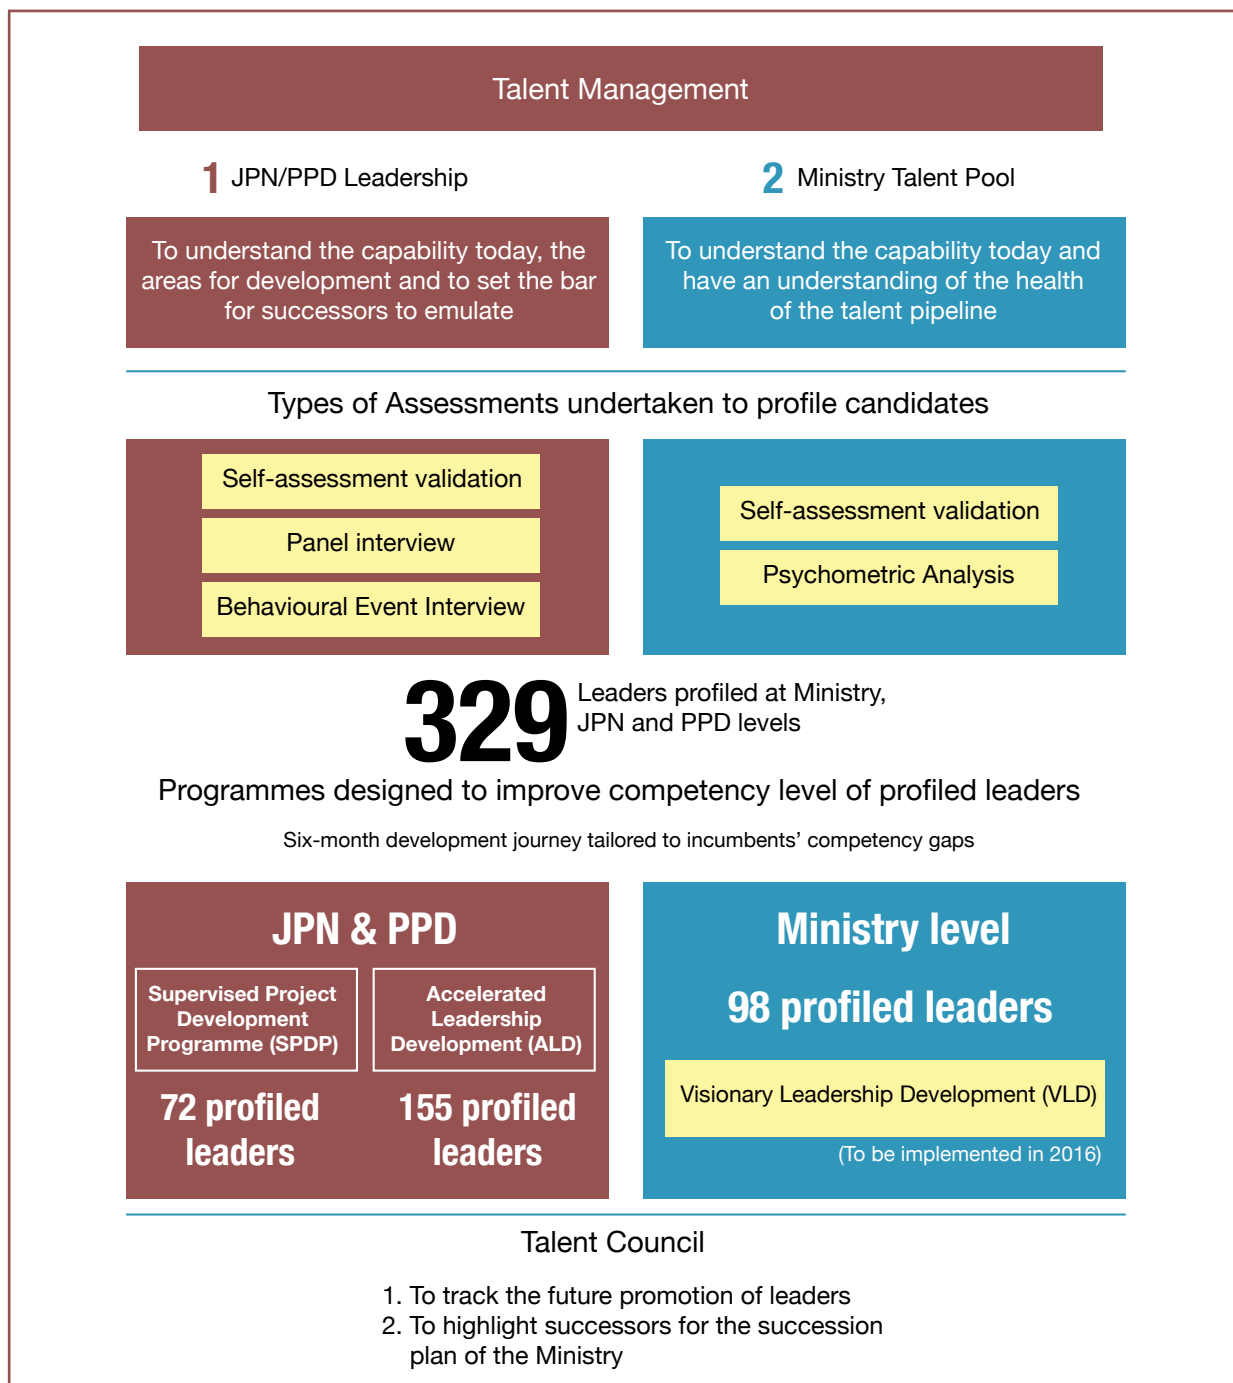 Talent Management
1 JPN/PPD Leadership
2 Ministry Talent Pool
To understand the capability today, the
areas for development and to set the bar
for successors to emulate
To understand the capability today and
have an understanding of the health
of the talent pipeline
Types of Assessments undertaken to profile candidates
Self-assessment validation
Panel interview
Behavioural Event Interview
Self-assessment validation
Psychometric Analysis
329 Leaders profiled at Ministry,
JPN and PPD levels
Programmes designed to improve competency level of profiled leaders
Six-month development journey tailored to incumbents’ competency gaps
JPN & PPD
Supervised Project
Development
Programme (SPDP)
72 profiled
leaders
Accelerated
Leadership
Development (ALD)
155 profiled
leaders
Ministry level
98 profiled leaders
Visionary Leadership Development (VLD)
(To be implemented in 2016)
Talent Council
1. To track the future promotion of leaders
2. To highlight successors for the succession
plan of the Ministry